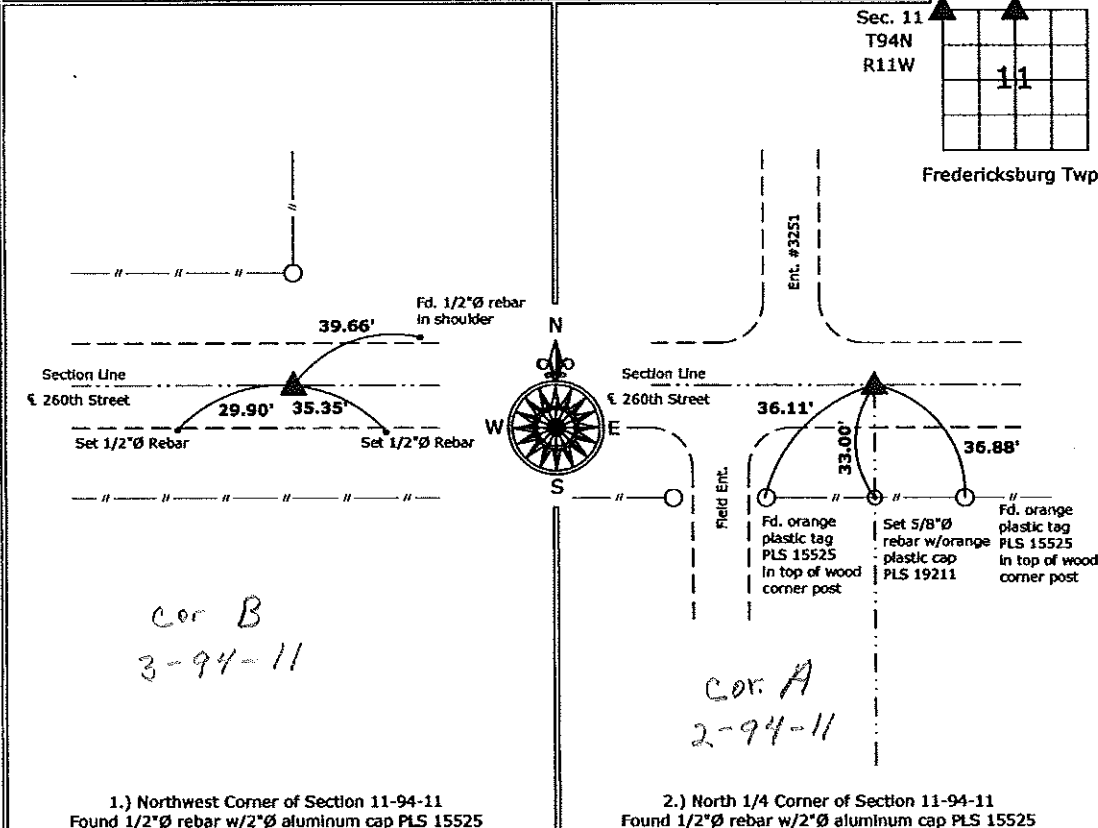 Sec. 11
T94N
R11W
11
Fredericksburg Twp
Fd. 1/2"Ø rebar
in shoulder
39.66'
Section Line
℄ 260th Street
29.90' 35.35'
Set 1/2"Ø Rebar
Set 1/2"Ø Rebar
cor B
3-94-11
1.) Northwest Corner of Section 11-94-11
Found 1/2"Ø rebar w/2"Ø aluminum cap PLS 15525
N
W E
S
Ent. #3251
Section Line
℄ 260th Street
36.11'
33.00'
36.88'
Field Ent.
Fd. orange
plastic tag
PLS 15525
in top of wood
corner post
Set 5/8"Ø
rebar w/orange
plastic cap
PLS 19211
Fd. orange
plastic tag
PLS 15525
in top of wood
corner post
Cor. A
2-94-11
2.) North 1/4 Corner of Section 11-94-11
Found 1/2"Ø rebar w/2"Ø aluminum cap PLS 15525